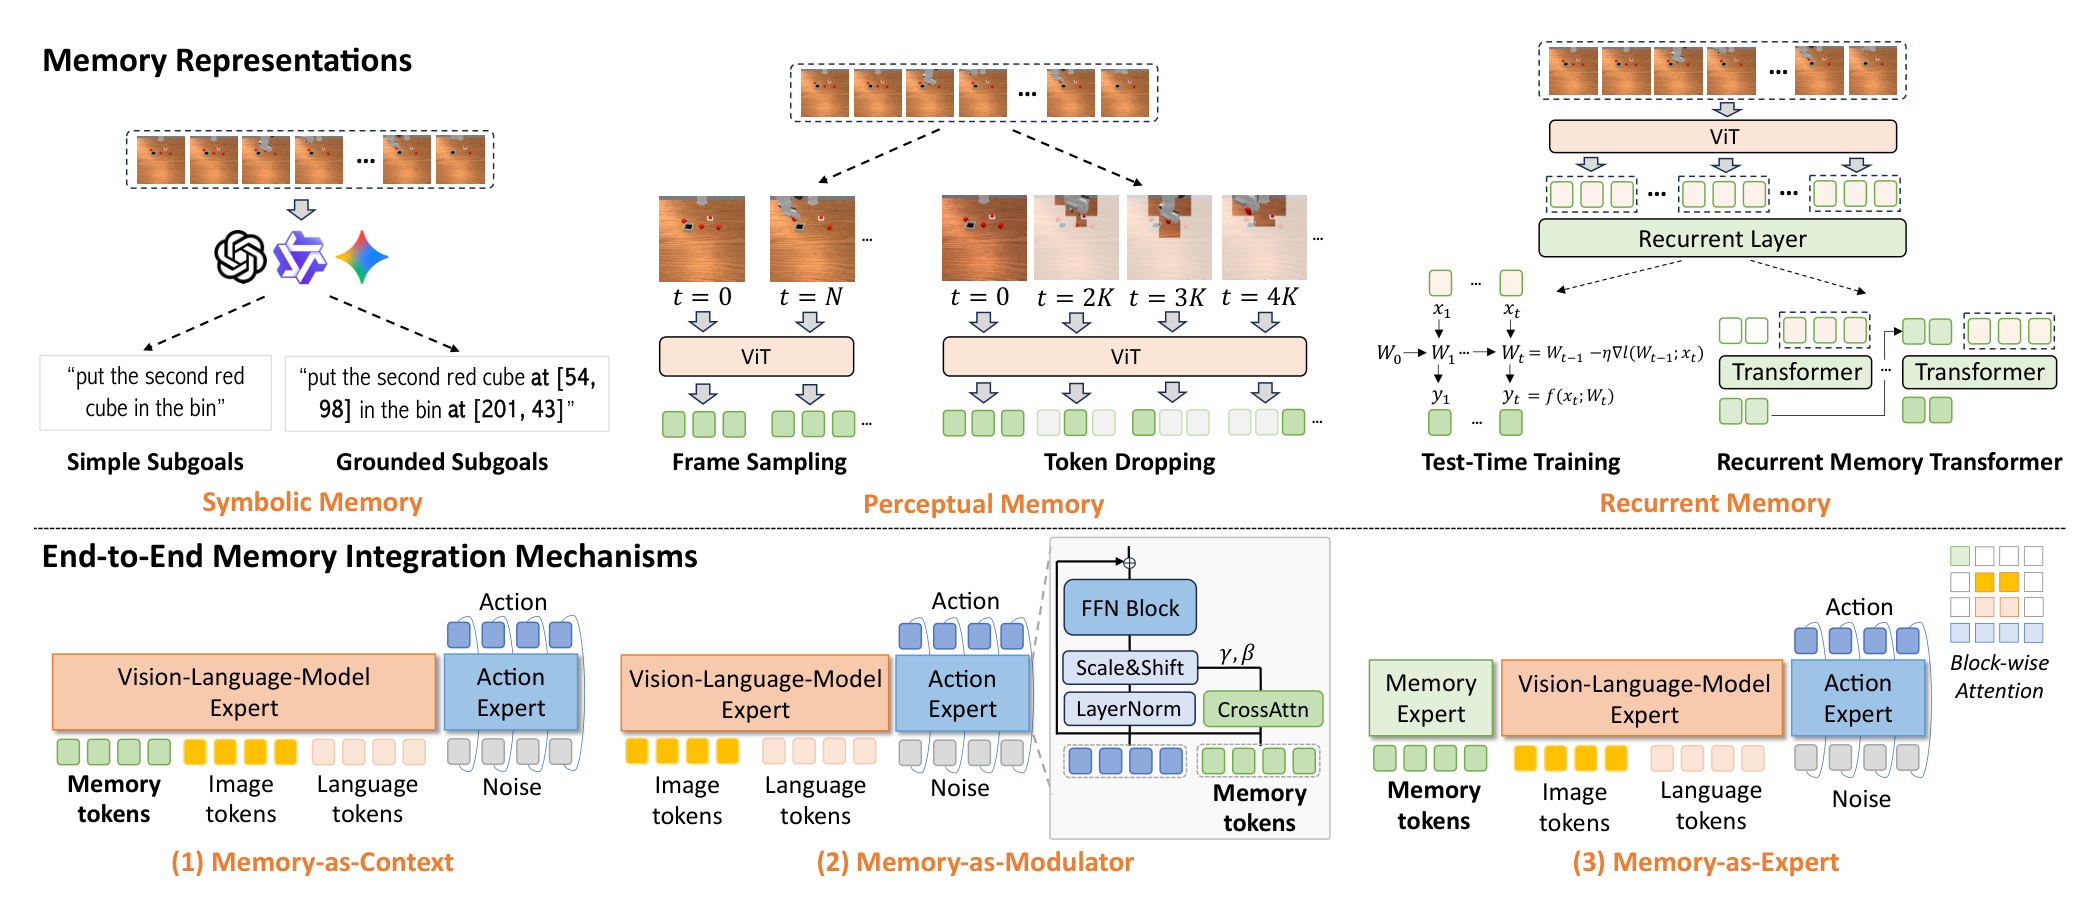 Memory Representations
“put the second red
cube in the bin”
“put the second red cube at [54,
98] in the bin at [201, 43]”
Simple Subgoals
Grounded Subgoals
Symbolic Memory
...
t = 0
t = N
...
t = 0
t = 2K
t = 3K
t = 4K
...
ViT
ViT
...
...
Frame Sampling
Token Dropping
Perceptual Memory
...
ViT
... ...
Recurrent Layer
...
x₁
xₜ
W₀ W₁ ... Wₜ = Wₜ₋₁ −η∇l(Wₜ₋₁; xₜ)
y₁
yₜ = f(xₜ; Wₜ)
...
Transformer
...
Transformer
Test-Time Training
Recurrent Memory Transformer
Recurrent Memory
End-to-End Memory Integration Mechanisms
Action
Vision-Language-Model
Expert
Action
Expert
Memory
tokens
Image
tokens
Language
tokens
Noise
(1) Memory-as-Context
Action
Vision-Language-Model
Expert
Action
Expert
Image
tokens
Language
tokens
Noise
FFN Block
Scale&Shift
γ, β
LayerNorm
CrossAttn
Memory
tokens
(2) Memory-as-Modulator
Action
Memory
Expert
Vision-Language-Model
Expert
Action
Expert
Memory
tokens
Image
tokens
Language
tokens
Noise
Block-wise
Attention
(3) Memory-as-Expert